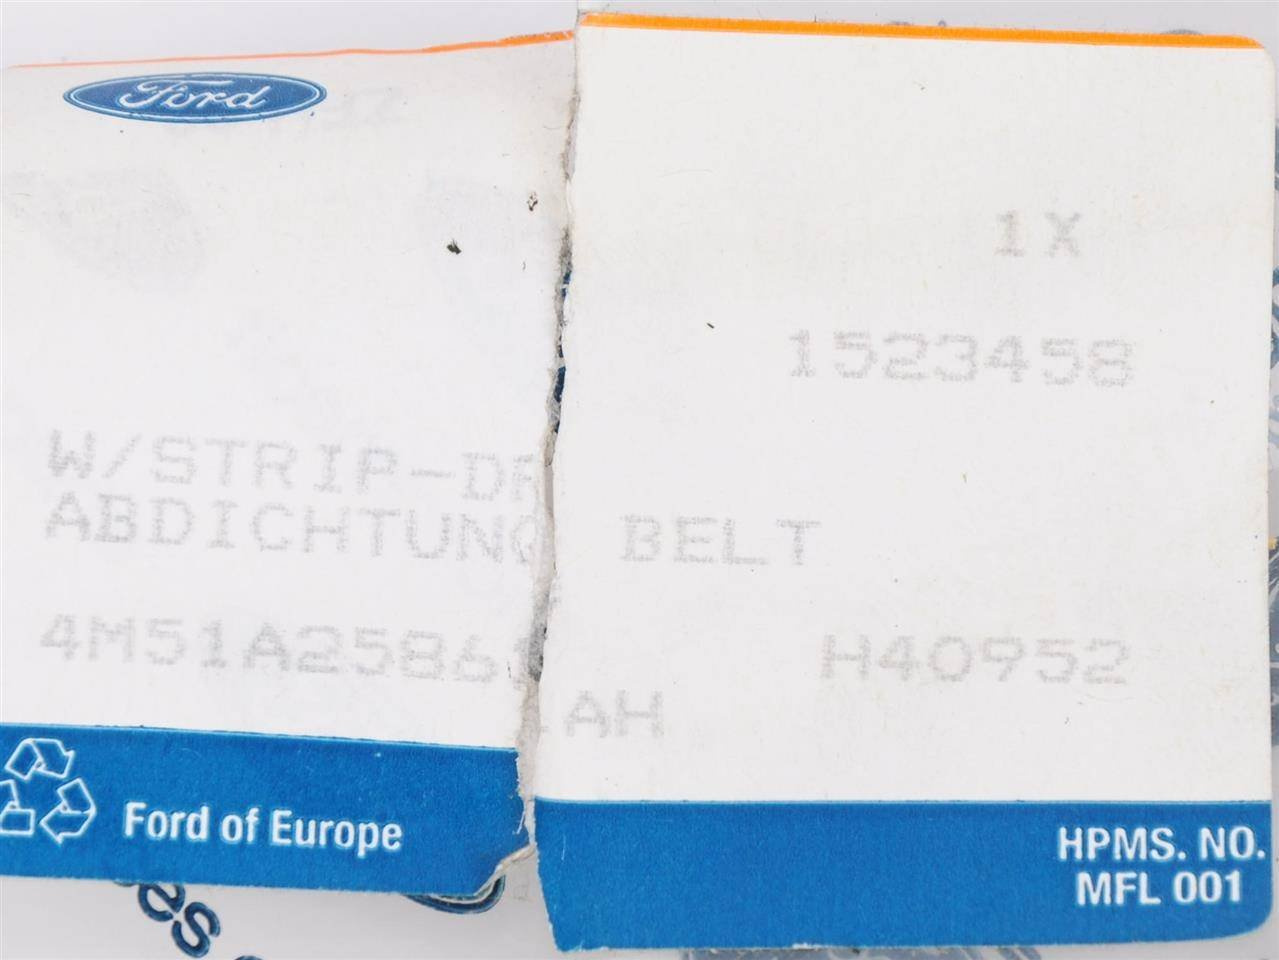 Ford
1X
1523458
W/STRIP-DR
ABDICHTUNG BELT
4M51A25861
AH
H40952
Ford of Europe
HPMS. NO.
MFL 001